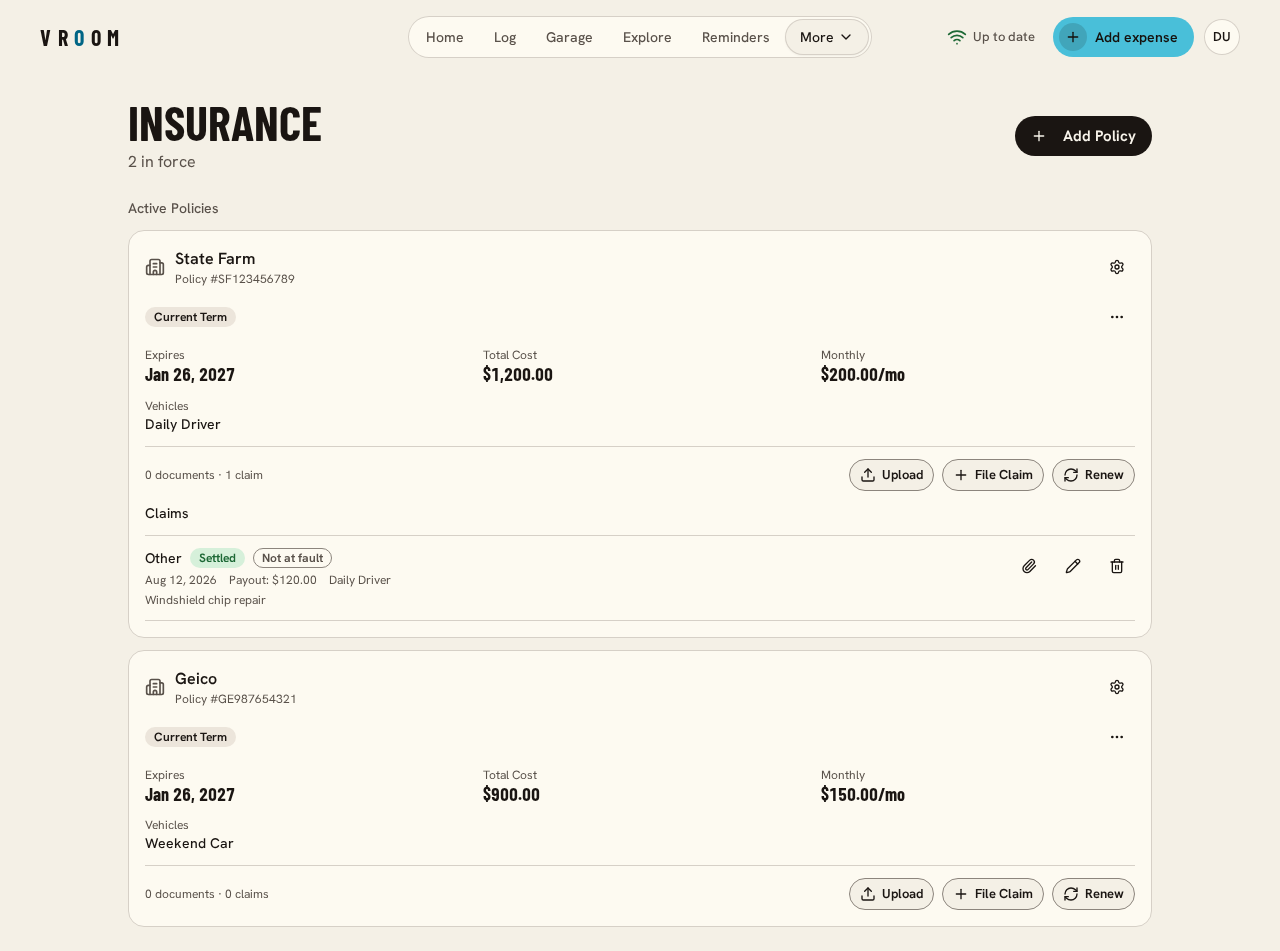 VROOM
Home Log Garage Explore Reminders More
Up to date
Add expense
DU
INSURANCE
2 in force
Add Policy
Active Policies
State Farm
Policy #SF123456789
Current Term
Expires Total Cost Monthly
Jan 26, 2027 $1,200.00 $200.00/mo
Vehicles
Daily Driver
0 documents · 1 claim
Upload File Claim Renew
Claims
Other Settled Not at fault
Aug 12, 2026 Payout: $120.00 Daily Driver
Windshield chip repair
Geico
Policy #GE987654321
Current Term
Expires Total Cost Monthly
Jan 26, 2027 $900.00 $150.00/mo
Vehicles
Weekend Car
0 documents · 0 claims
Upload File Claim Renew